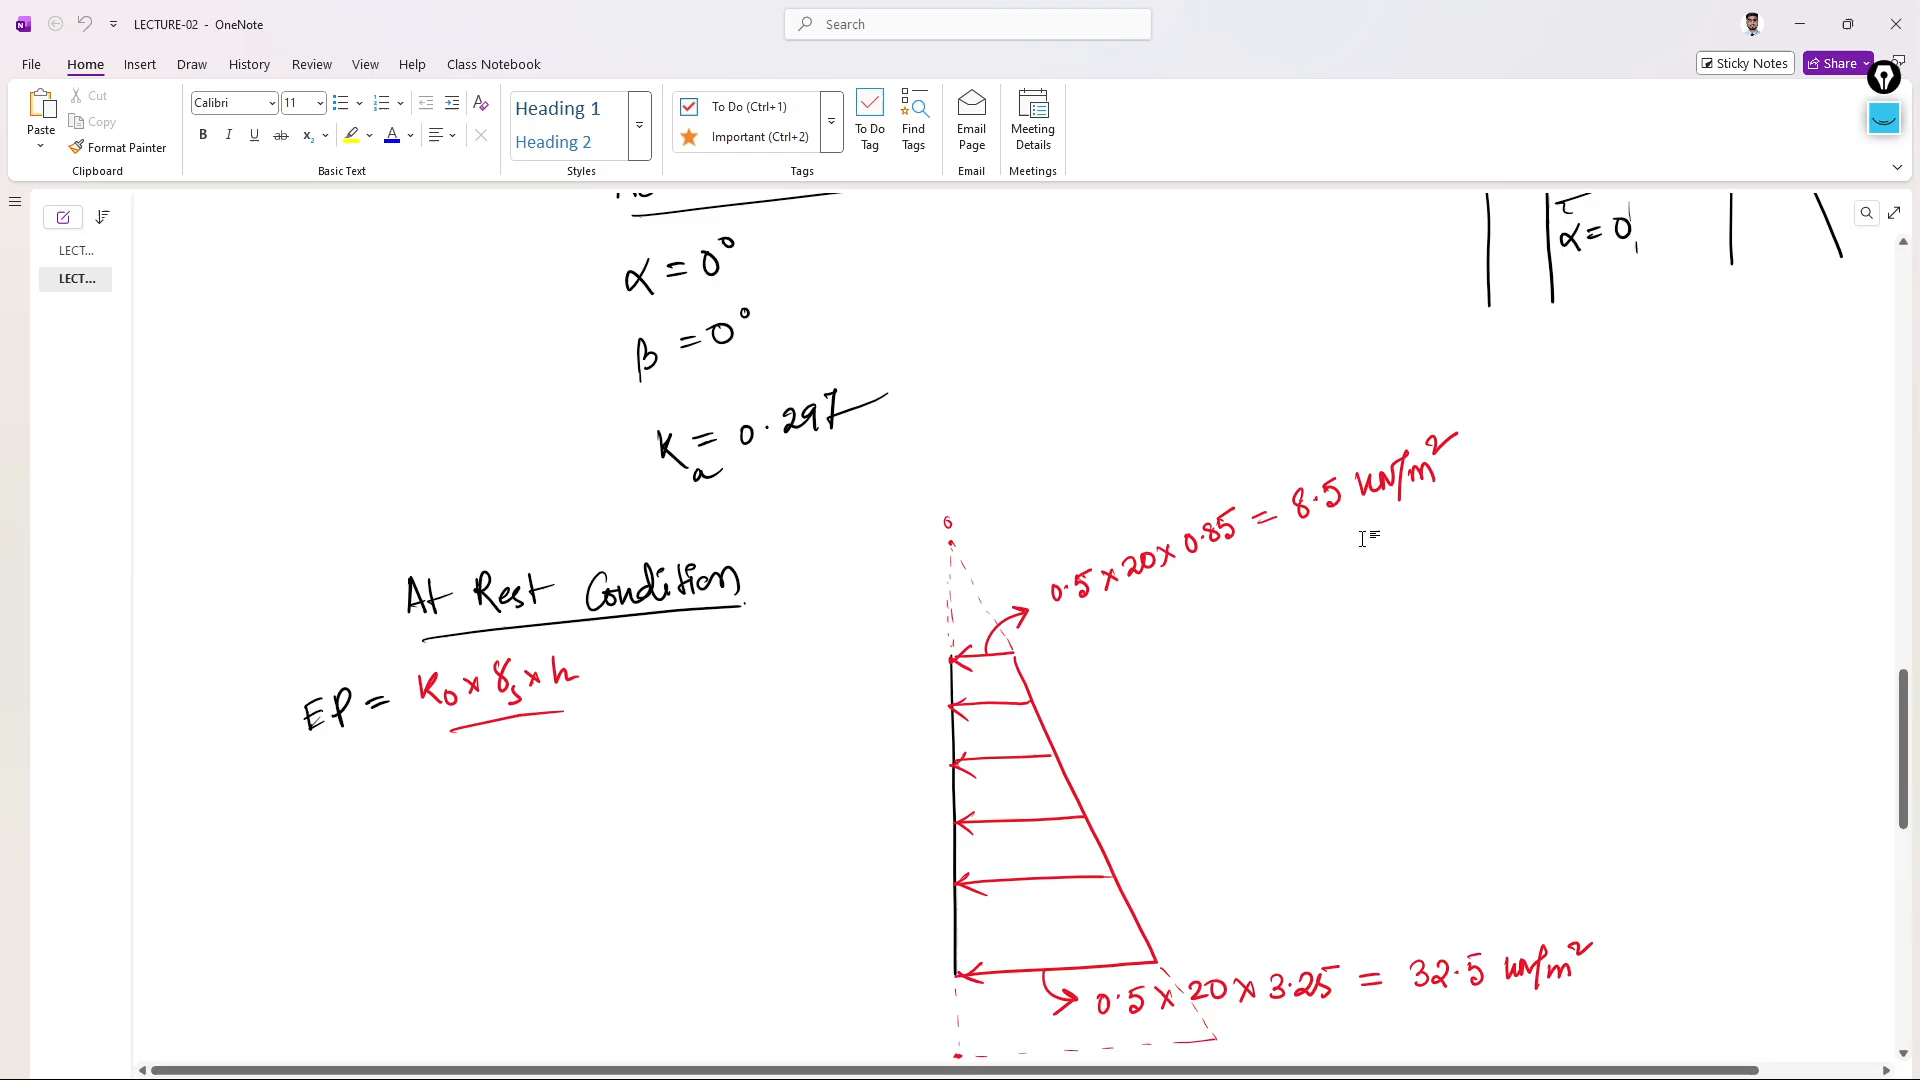 LECTURE-02 - OneNote
Search
File Home Insert Draw History Review View Help Class Notebook
Sticky Notes
Share
Paste
Cut
Copy
Format Painter
Clipboard
Calibri 11
Basic Text
Heading 1
Heading 2
Styles
To Do (Ctrl+1)
Important (Ctrl+2)
Tags
To Do Tag
Find Tags
Email Page
Email
Meeting Details
Meetings
LECT...
LECT...
α = 0°
β = 0°
Ka = 0.297
α = 0
At Rest Condition
EP = K0 × γs × h
0
0.5 × 20 × 0.85 = 8.5 kN/m²
0.5 × 20 × 3.25 = 32.5 kN/m²